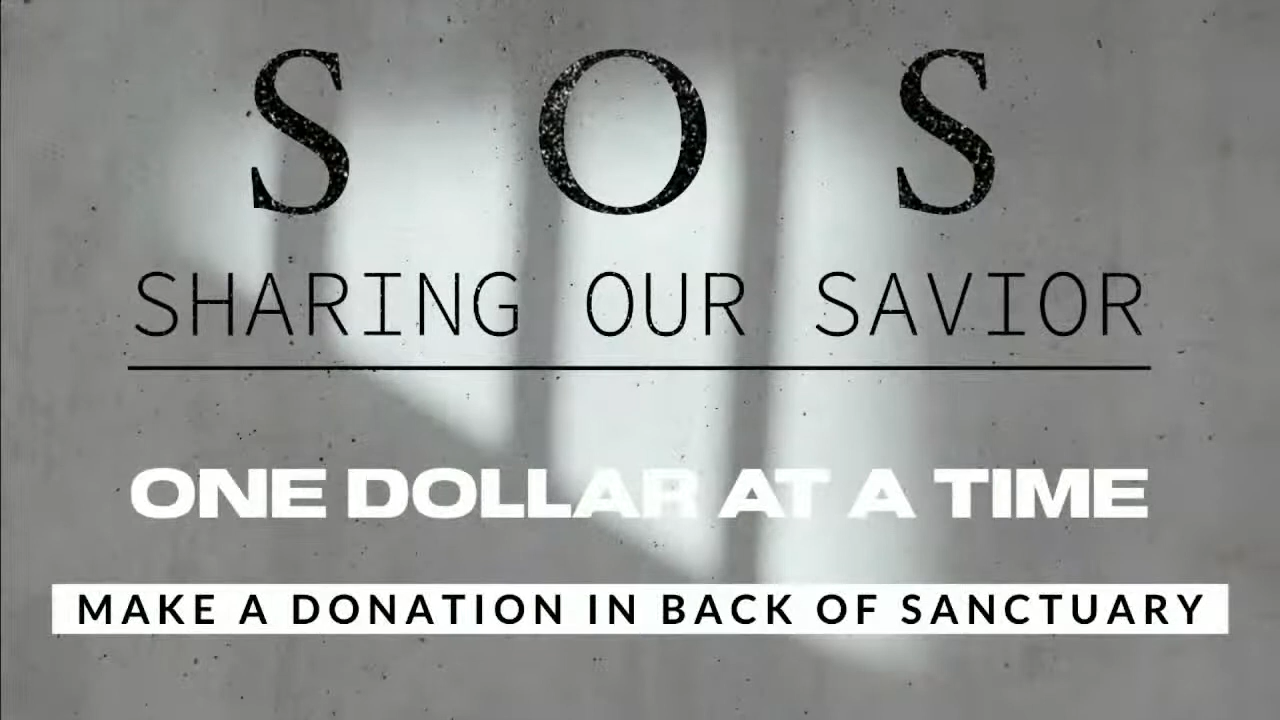 S O S
SHARING OUR SAVIOR
ONE DOLLAR AT A TIME
MAKE A DONATION IN BACK OF SANCTUARY